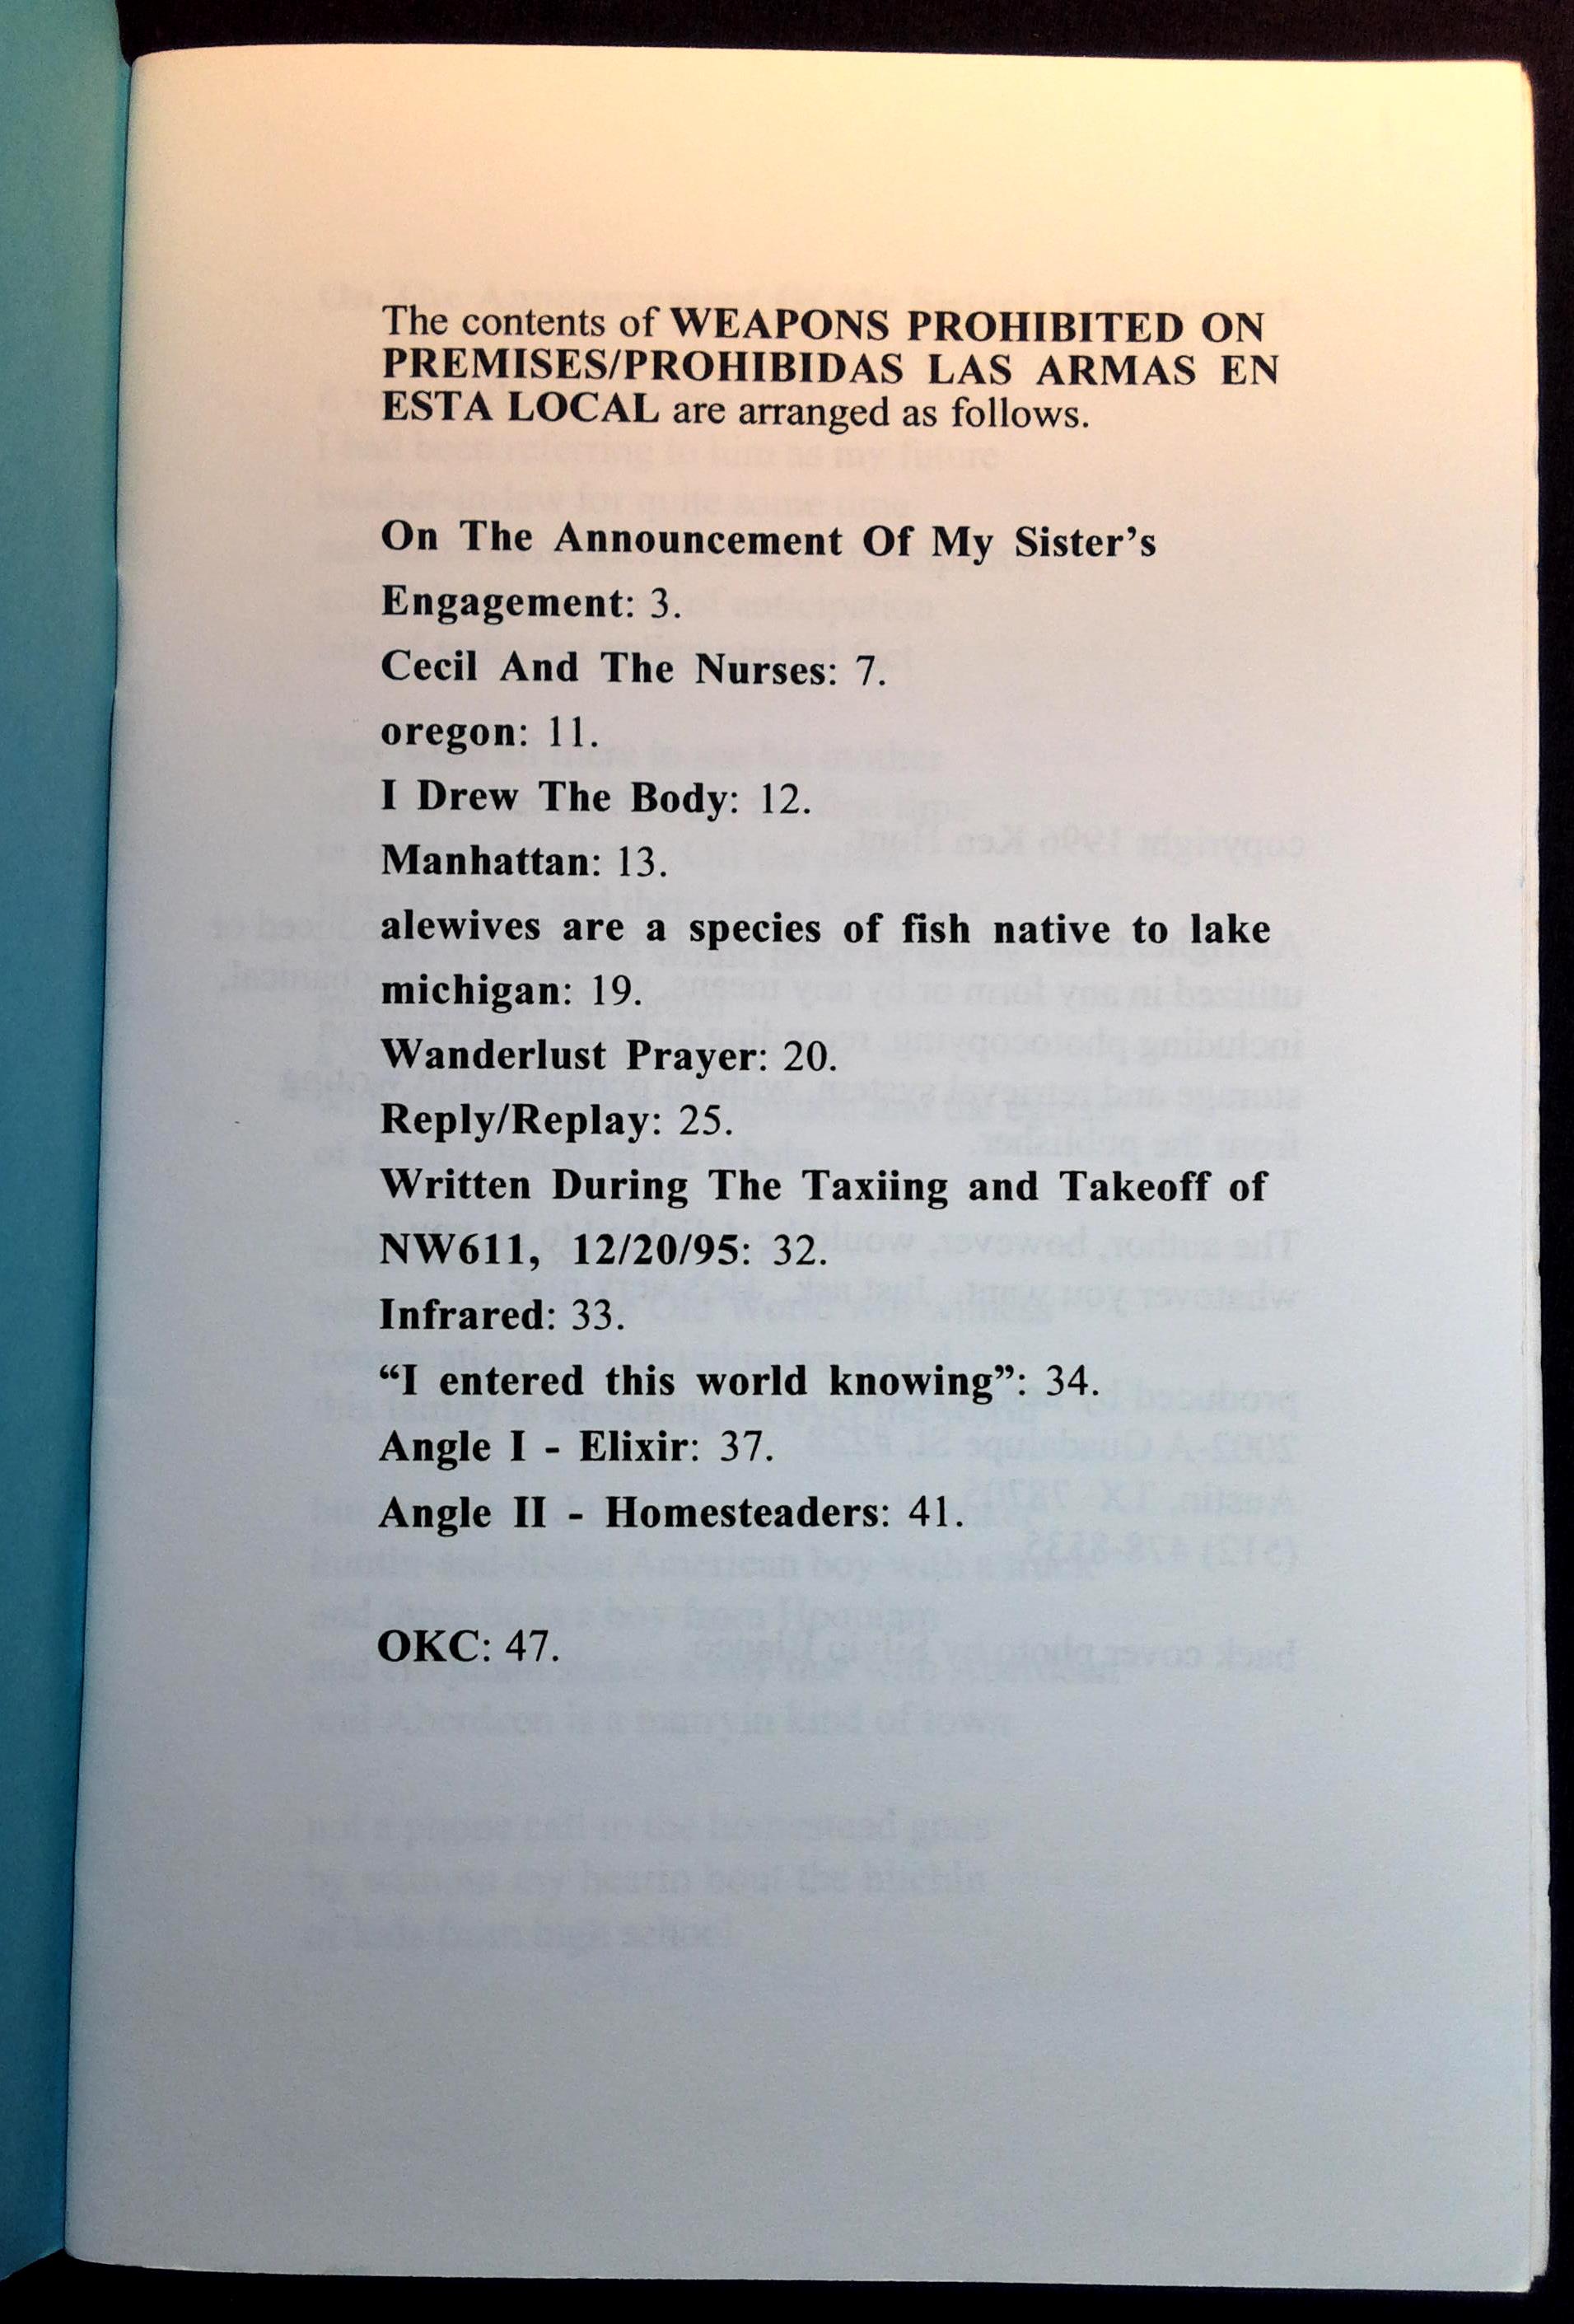 The contents of WEAPONS PROHIBITED ON
PREMISES/PROHIBIDAS LAS ARMAS EN
ESTA LOCAL are arranged as follows.
On The Announcement Of My Sister’s
Engagement: 3.
Cecil And The Nurses: 7.
oregon: 11.
I Drew The Body: 12.
Manhattan: 13.
alewives are a species of fish native to lake
michigan: 19.
Wanderlust Prayer: 20.
Reply/Replay: 25.
Written During The Taxiing and Takeoff of
NW611, 12/20/95: 32.
Infrared: 33.
“I entered this world knowing”: 34.
Angle I - Elixir: 37.
Angle II - Homesteaders: 41.
OKC: 47.